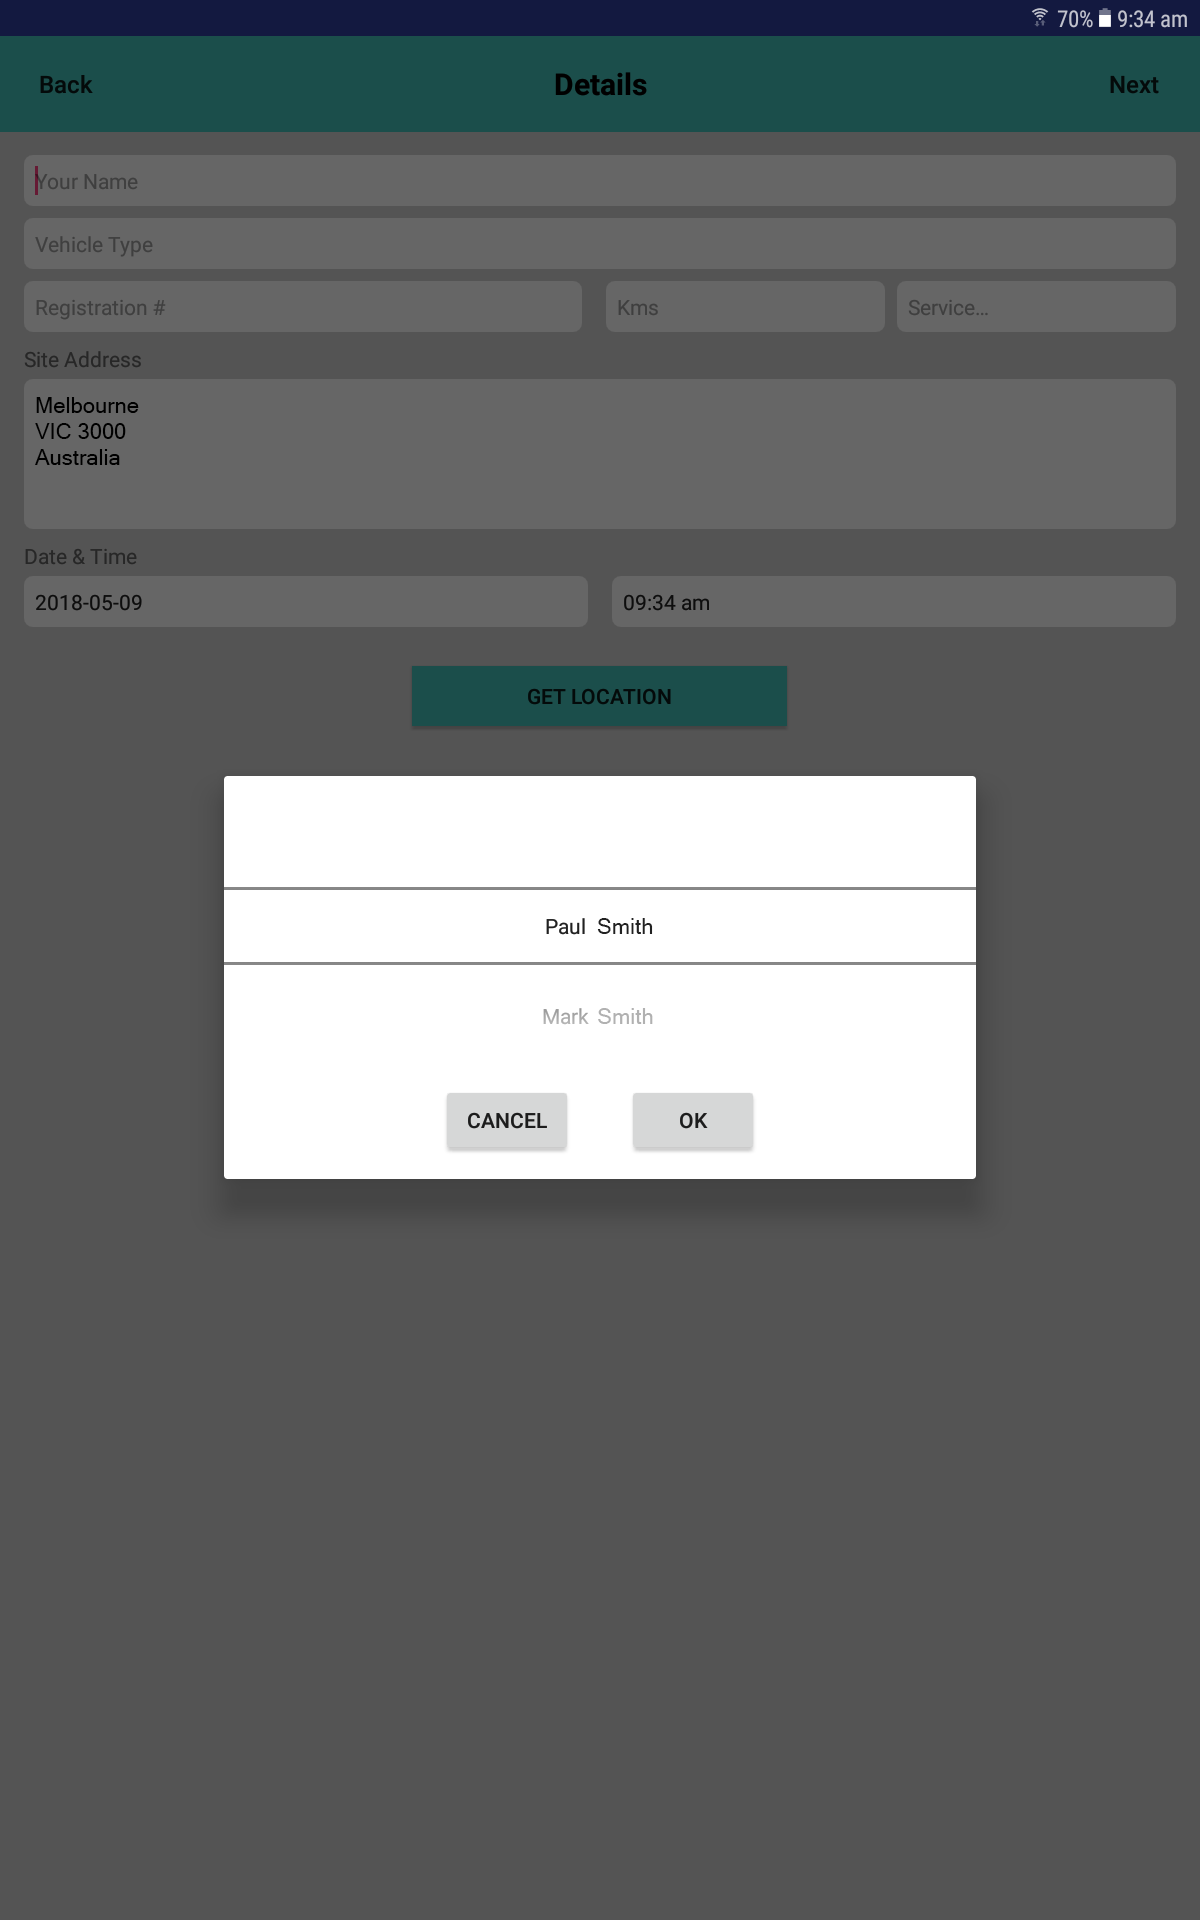 70% 9:34 am
Back Details Next
Your Name
Vehicle Type
Registration # Kms Service...
Site Address
Melbourne
VIC 3000
Australia
Date & Time
2018-05-09 09:34 am
GET LOCATION
Paul Smith
Mark Smith
CANCEL OK